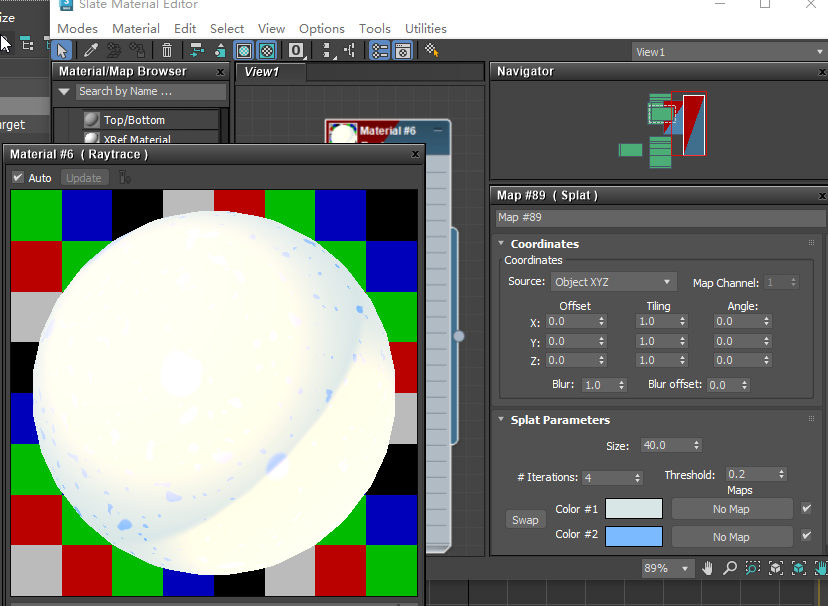 ize
Slate Material Editor
Modes Material Edit Select View Options Tools Utilities
View1
Material/Map Browser
View1
Navigator
Search by Name ...
Top/Bottom
XRef Material
arget
Material #6
Material #6 ( Raytrace )
Auto Update
Map #89 ( Splat )
Map #89
Coordinates
Coordinates
Source: Object XYZ Map Channel: 1
Offset Tiling Angle:
X: 0.0 1.0 0.0
Y: 0.0 1.0 0.0
Z: 0.0 1.0 0.0
Blur: 1.0 Blur offset: 0.0
Splat Parameters
Size: 40.0
# Iterations: 4 Threshold: 0.2
Maps
Swap
Color #1 No Map
Color #2 No Map
89%